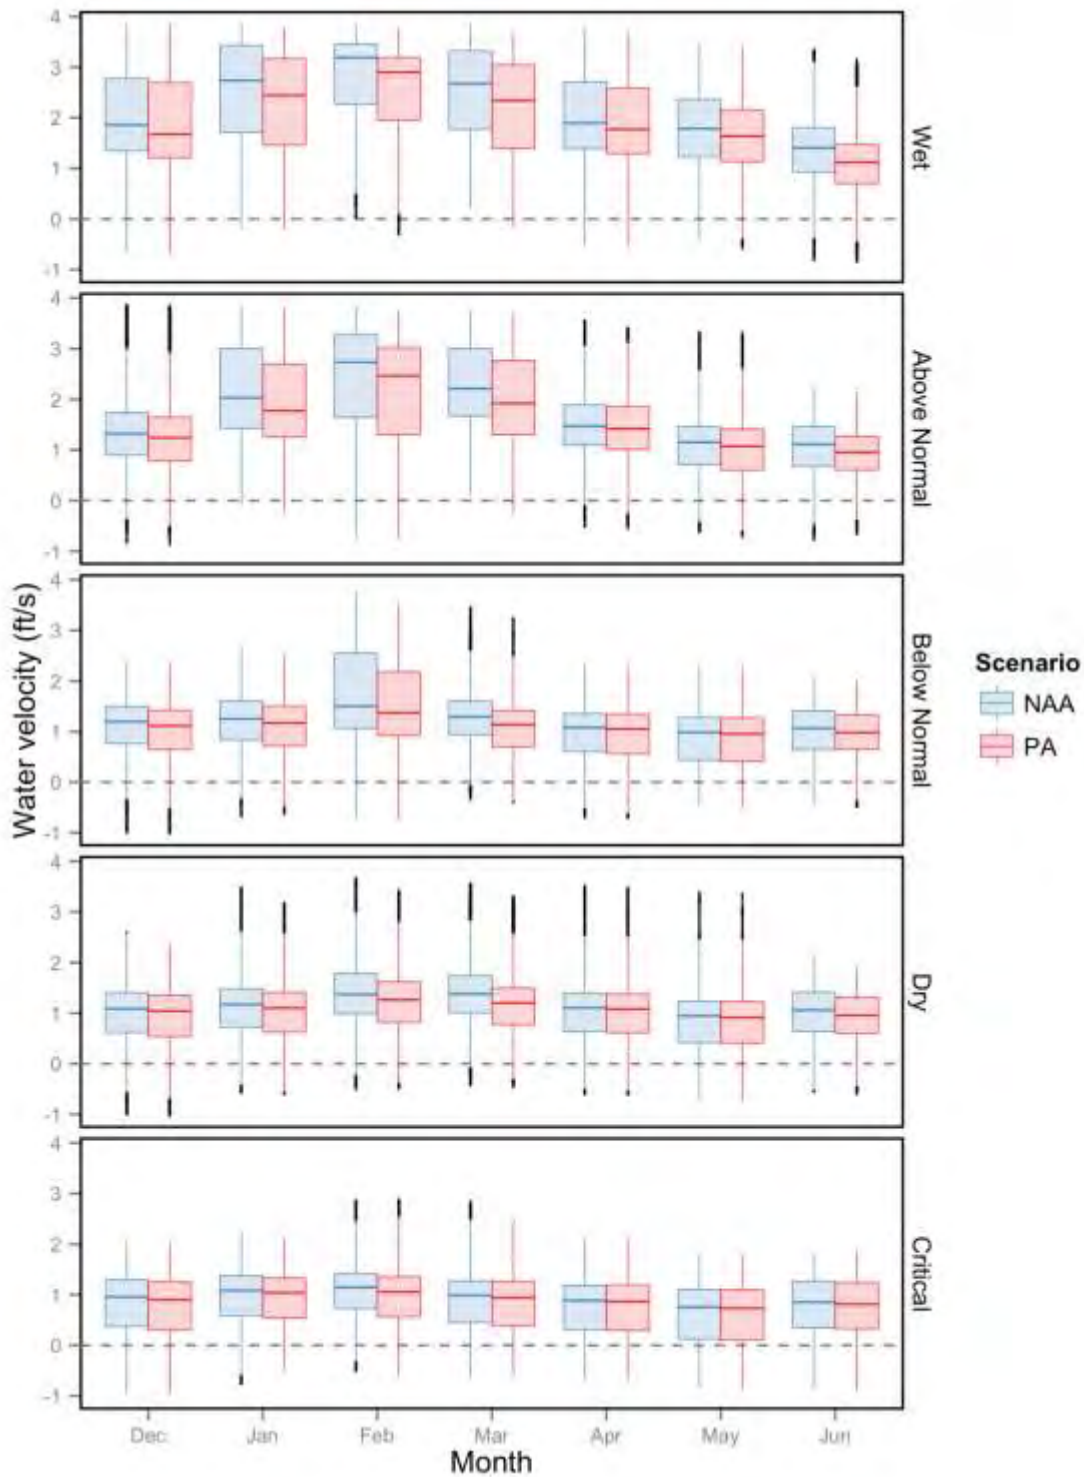 4
3
2
1
0
-1
Wet
4
3
2
1
0
-1
Above Normal
4
3
2
1
0
-1
Below Normal
4
3
2
1
0
-1
Dry
4
3
2
1
0
-1
Critical
Water velocity (ft/s)
Dec Jan Feb Mar Apr May Jun
Month
Scenario
NAA
PA